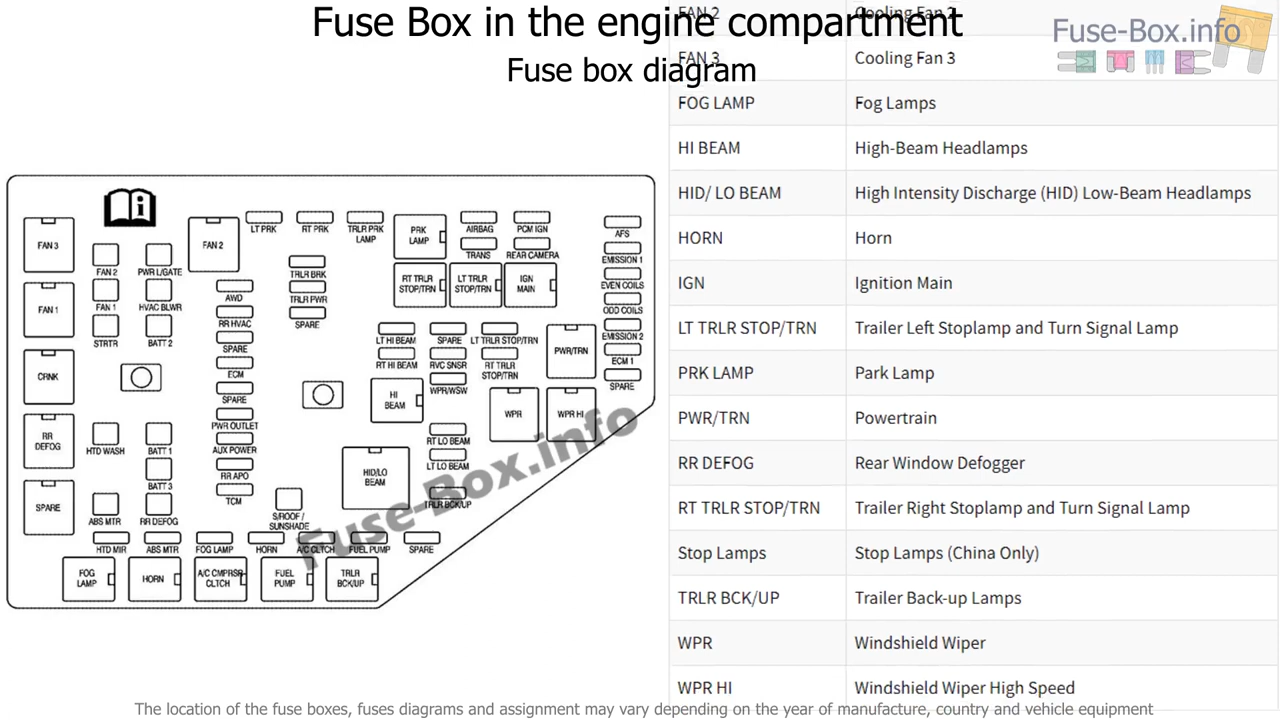 Fuse Box in the engine compartment
Fuse box diagram
Fuse-Box.info
FAN 2 Cooling Fan 2
FAN 3 Cooling Fan 3
FOG LAMP Fog Lamps
HI BEAM High-Beam Headlamps
HID/ LO BEAM High Intensity Discharge (HID) Low-Beam Headlamps
HORN Horn
IGN Ignition Main
LT TRLR STOP/TRN Trailer Left Stoplamp and Turn Signal Lamp
PRK LAMP Park Lamp
PWR/TRN Powertrain
RR DEFOG Rear Window Defogger
RT TRLR STOP/TRN Trailer Right Stoplamp and Turn Signal Lamp
Stop Lamps Stop Lamps (China Only)
TRLR BCK/UP Trailer Back-up Lamps
WPR Windshield Wiper
WPR HI Windshield Wiper High Speed
FAN 3
FAN 1
CRNK
RR
DEFOG
SPARE
FAN 2
FAN 1
STRTR
PWR L/GATE
HVAC BLWR
BATT 2
HTD WASH
BATT 1
BATT 3
ABS MTR
RR DEFOG
FAN 2
AWD
RR HVAC
SPARE
ECM
SPARE
PWR OUTLET
AUX POWER
RR APO
TCM
LT PRK
RT PRK
TRLR PRK
LAMP
TRLR BRK
TRLR PWR
SPARE
S/ROOF /
SUNSHADE
PRK
LAMP
AIRBAG
PCM IGN
TRANS
REAR CAMERA
RT TRLR
STOP/TRN
LT TRLR
STOP/TRN
IGN
MAIN
AFS
EMISSION 1
EVEN COILS
ODD COILS
EMISSION 2
ECM 1
SPARE
LT HI BEAM
SPARE
LT TRLR STOP/TRN
RT HI BEAM
RVC SNSR
RT TRLR
STOP/TRN
WPR/WSW
PWR/TRN
HI
BEAM
WPR
WPR HI
RT LO BEAM
LT LO BEAM
HID/LO
BEAM
TRLR BCK/UP
HTD MIR
ABS MTR
FOG LAMP
HORN
A/C CLTCH
FUEL PUMP
SPARE
FOG
LAMP
HORN
A/C CMPRSR
CLTCH
FUEL
PUMP
TRLR
BCK/UP
Fuse-Box.info
The location of the fuse boxes, fuses diagrams and assignment may vary depending on the year of manufacture, country and vehicle equipment